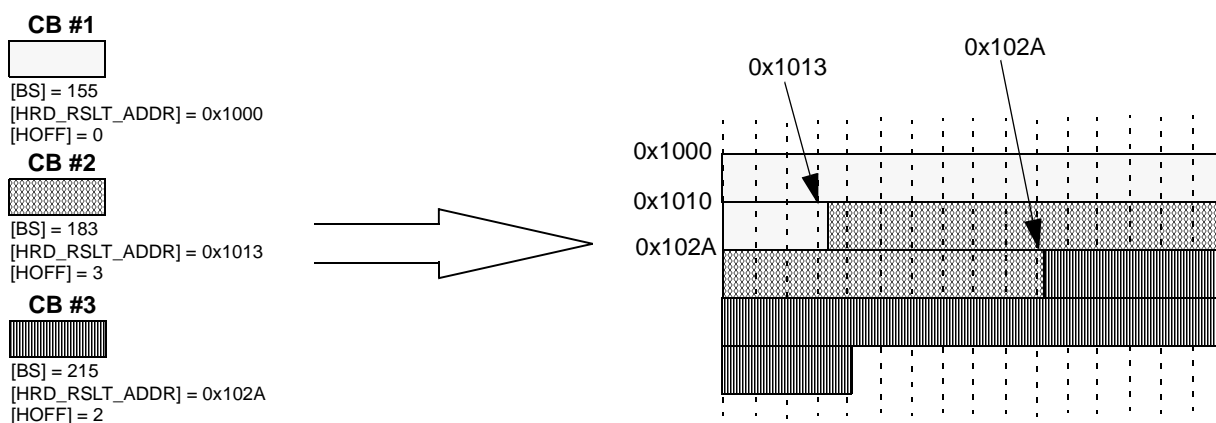 CB #1
[BS] = 155
[HRD_RSLT_ADDR] = 0x1000
[HOFF] = 0
CB #2
[BS] = 183
[HRD_RSLT_ADDR] = 0x1013
[HOFF] = 3
CB #3
[BS] = 215
[HRD_RSLT_ADDR] = 0x102A
[HOFF] = 2
0x102A
0x1013
0x1000
0x1010
0x102A